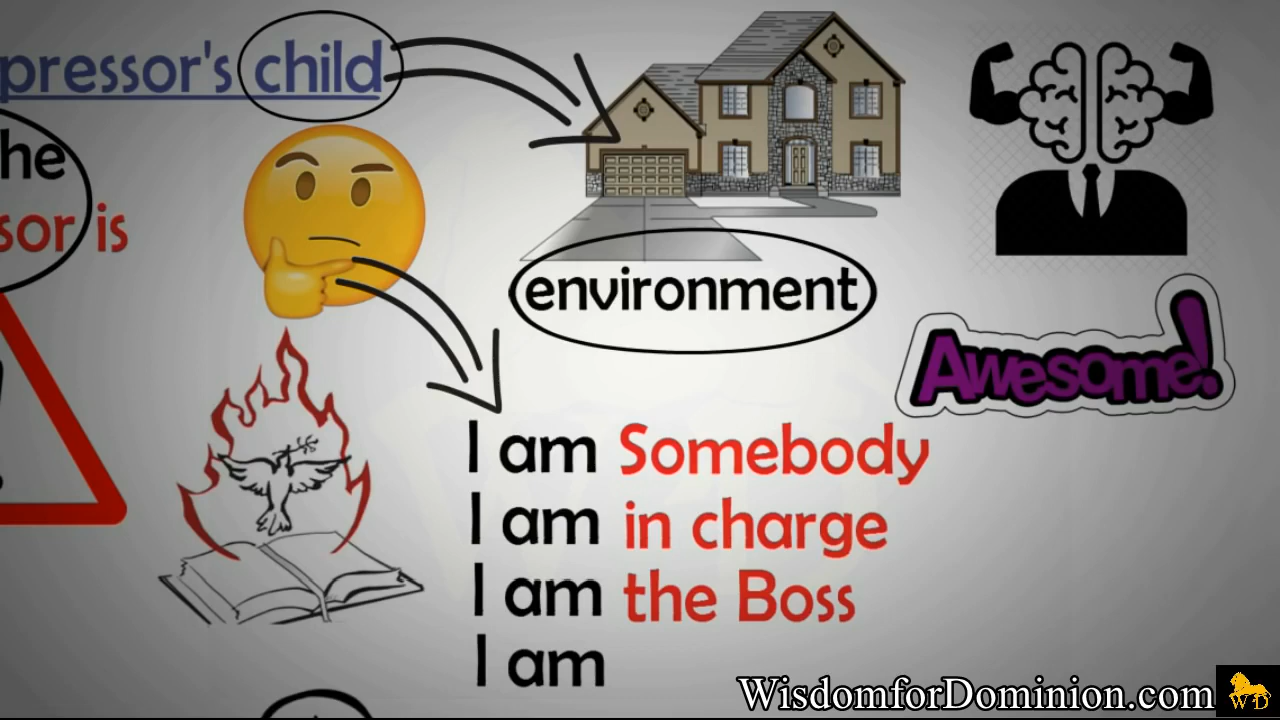 pressor's child
he
sor is
environment
Awesome!
I am Somebody
I am in charge
I am the Boss
I am
WisdomforDominion.com
WD